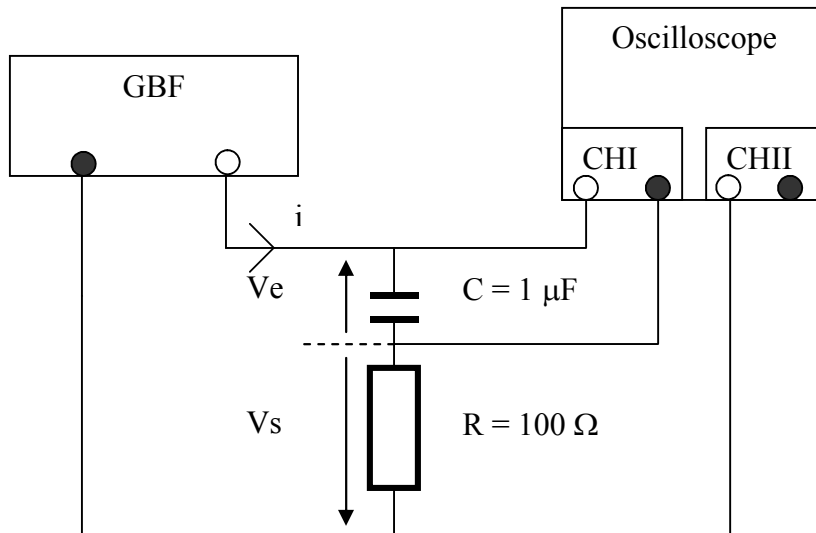 Oscilloscope
GBF
CHI
CHII
i
Ve
C = 1 μF
Vs
R = 100 Ω